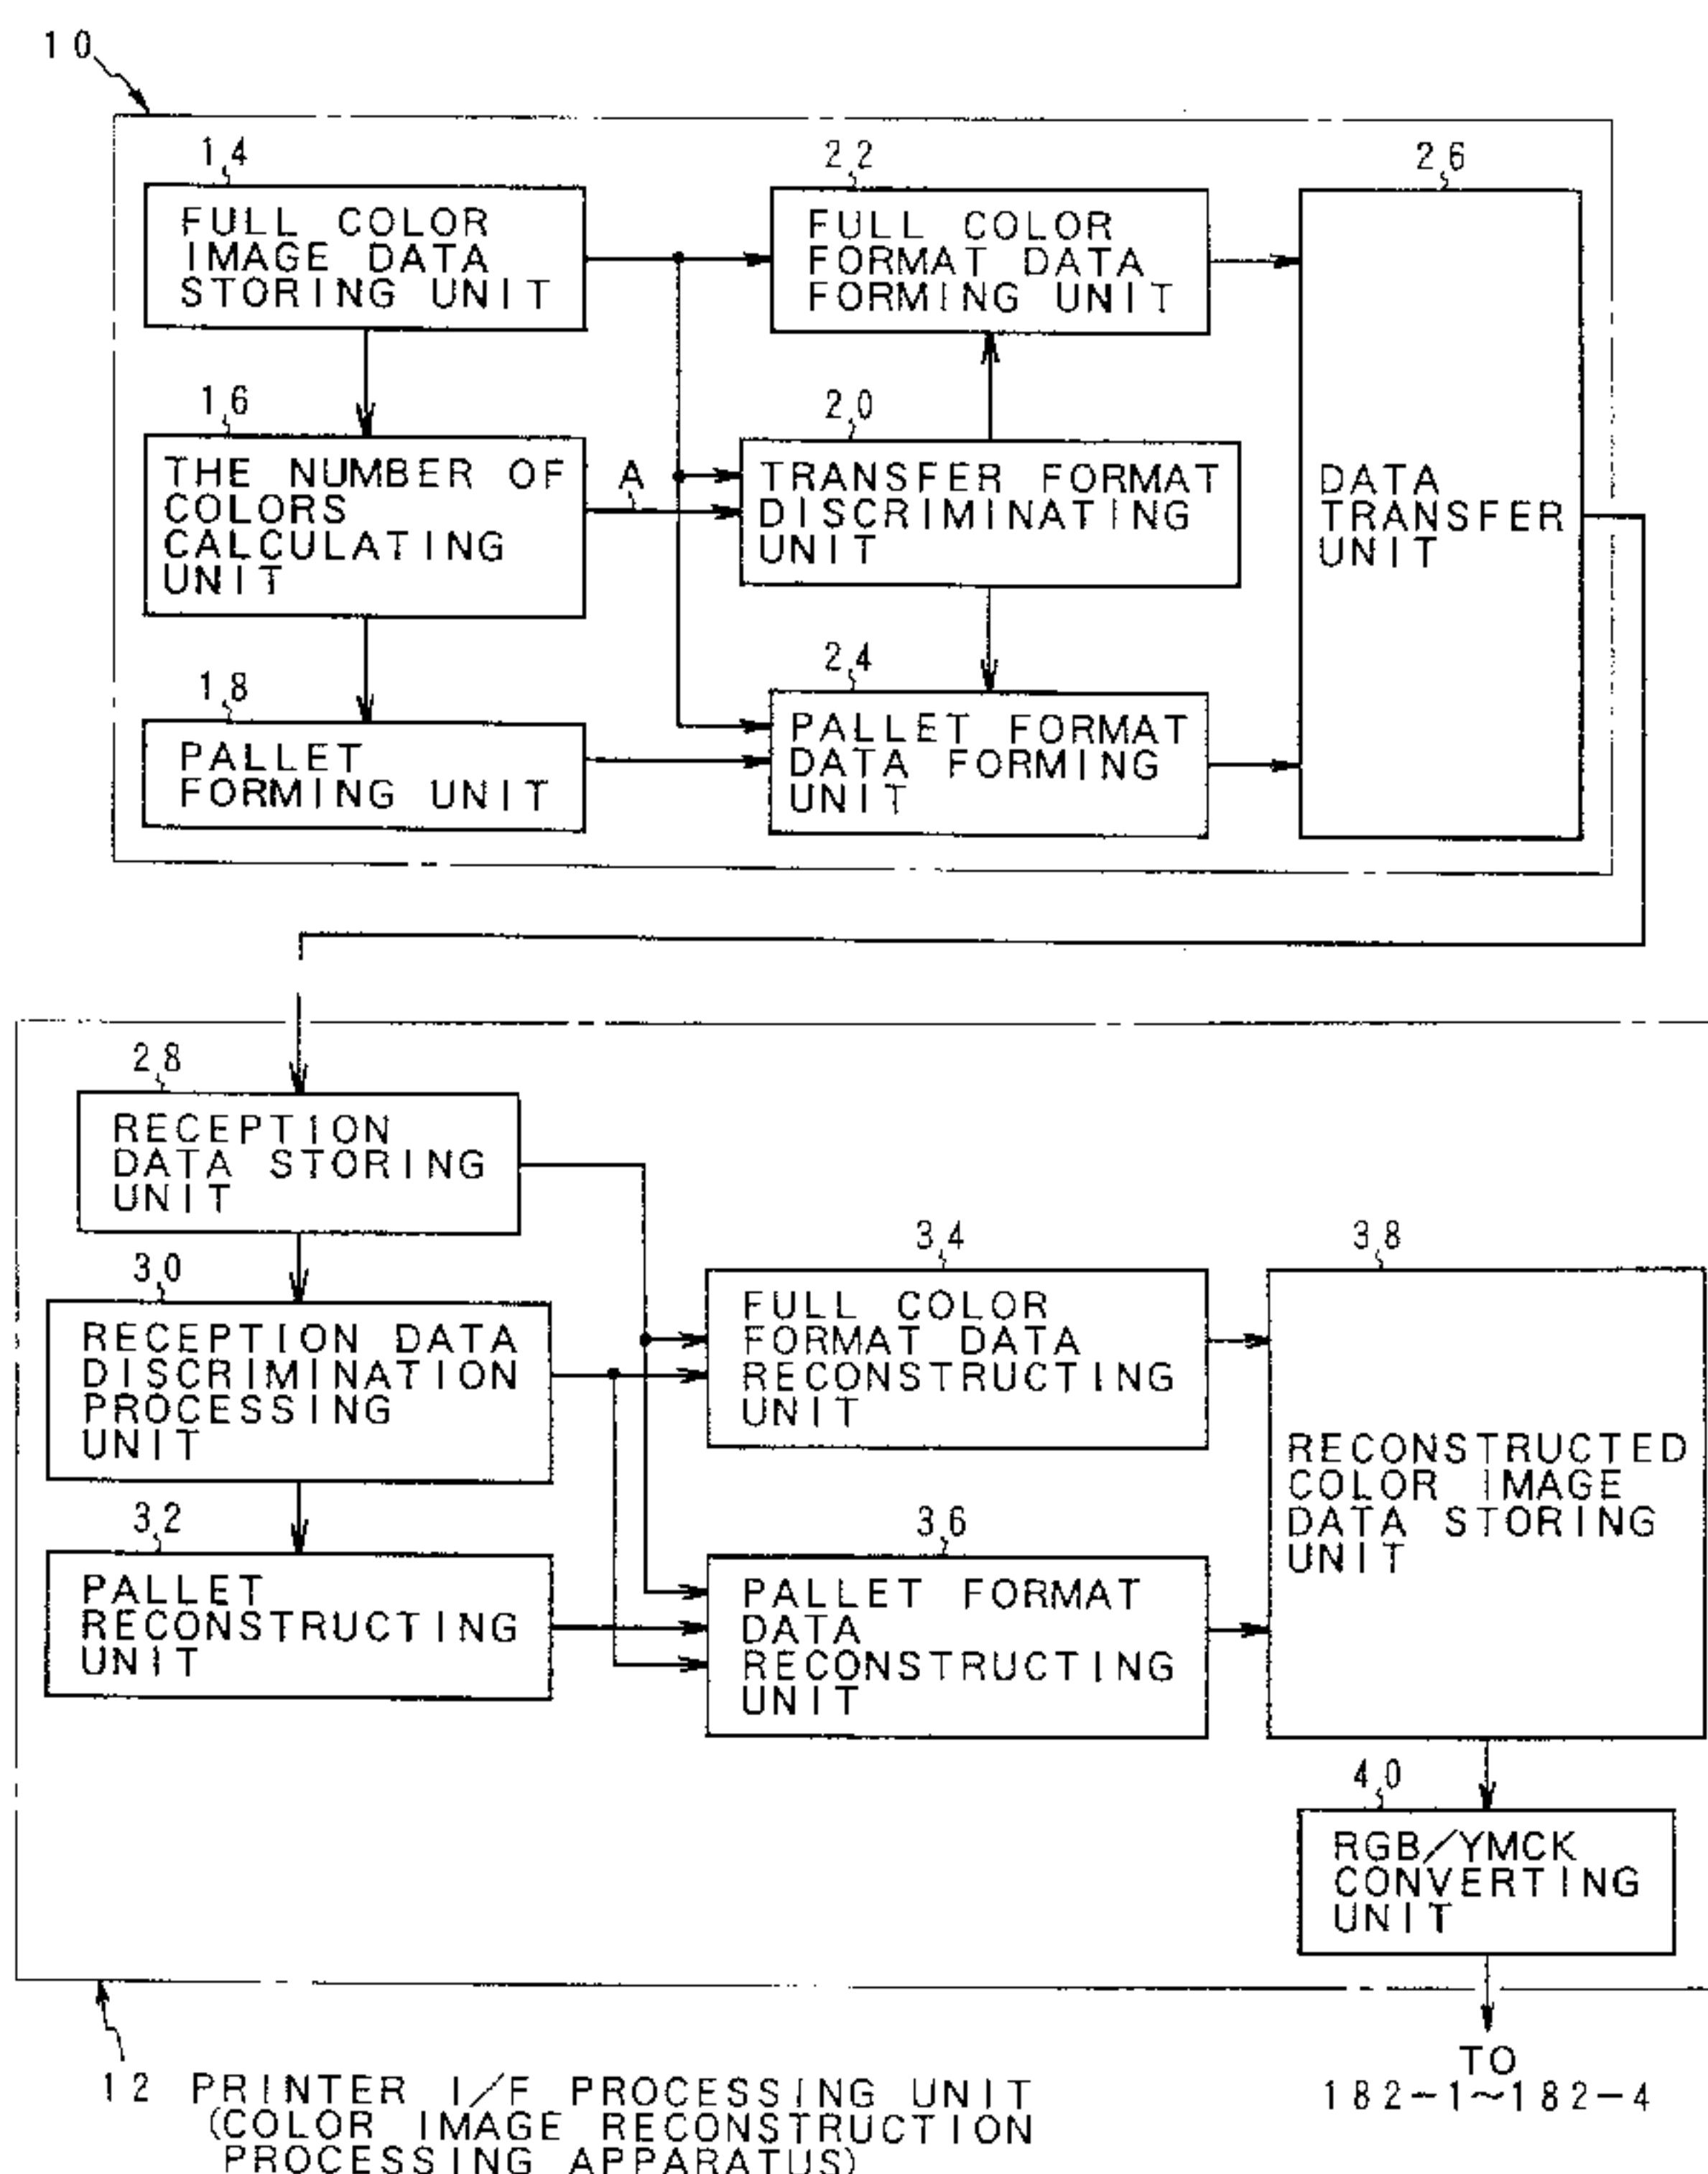 10
14
FULL COLOR
IMAGE DATA
STORING UNIT
22
FULL COLOR
FORMAT DATA
FORMING UNIT
26
DATA
TRANSFER
UNIT
16
THE NUMBER OF
COLORS
CALCULATING
UNIT
A
20
TRANSFER FORMAT
DISCRIMINATING
UNIT
18
PALLET
FORMING UNIT
24
PALLET FORMAT
DATA FORMING
UNIT
28
RECEPTION
DATA STORING
UNIT
30
RECEPTION DATA
DISCRIMINATION
PROCESSING
UNIT
34
FULL COLOR
FORMAT DATA
RECONSTRUCTING
UNIT
38
RECONSTRUCTED
COLOR IMAGE
DATA STORING
UNIT
32
PALLET
RECONSTRUCTING
UNIT
36
PALLET FORMAT
DATA
RECONSTRUCTING
UNIT
40
RGB/YMCK
CONVERTING
UNIT
TO
182-1~182-4
12 PRINTER I/F PROCESSING UNIT
(COLOR IMAGE RECONSTRUCTION
PROCESSING APPARATUS)